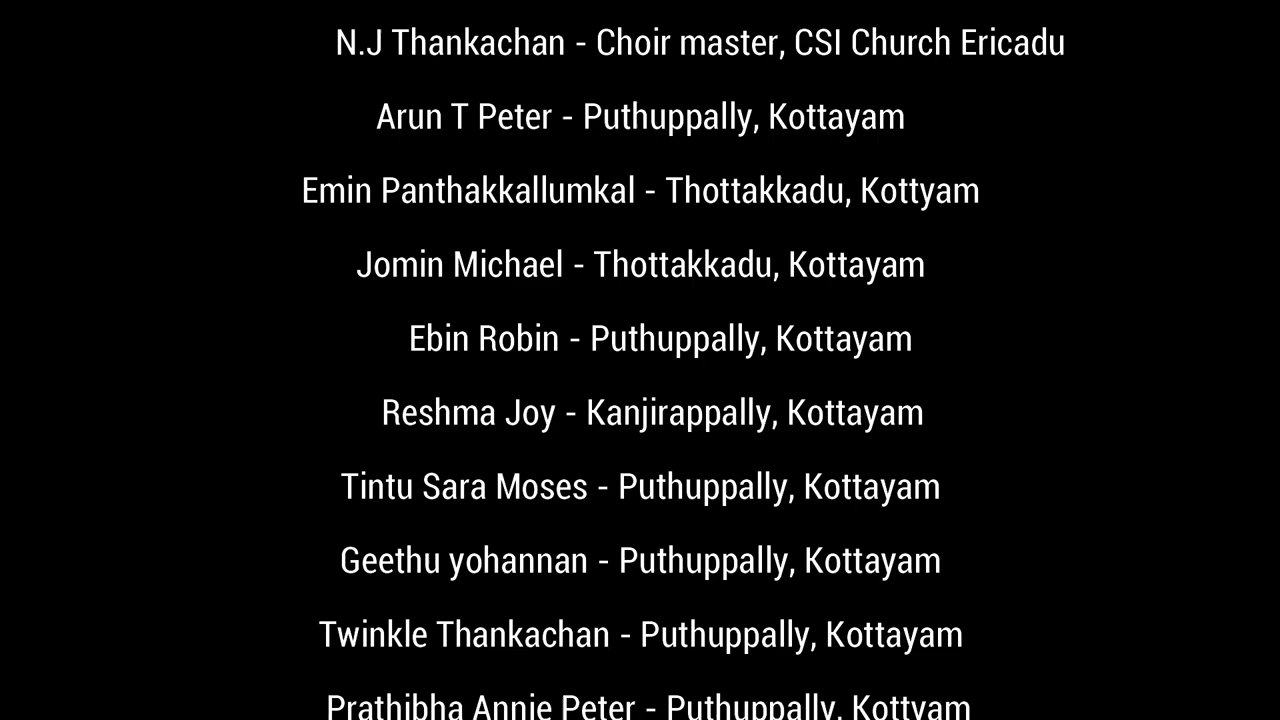 N.J Thankachan - Choir master, CSI Church Ericadu
Arun T Peter - Puthuppally, Kottayam
Emin Panthakkallumkal - Thottakkadu, Kottyam
Jomin Michael - Thottakkadu, Kottayam
Ebin Robin - Puthuppally, Kottayam
Reshma Joy - Kanjirappally, Kottayam
Tintu Sara Moses - Puthuppally, Kottayam
Geethu yohannan - Puthuppally, Kottayam
Twinkle Thankachan - Puthuppally, Kottayam
Prathibha Annie Peter - Puthuppally, Kottyam